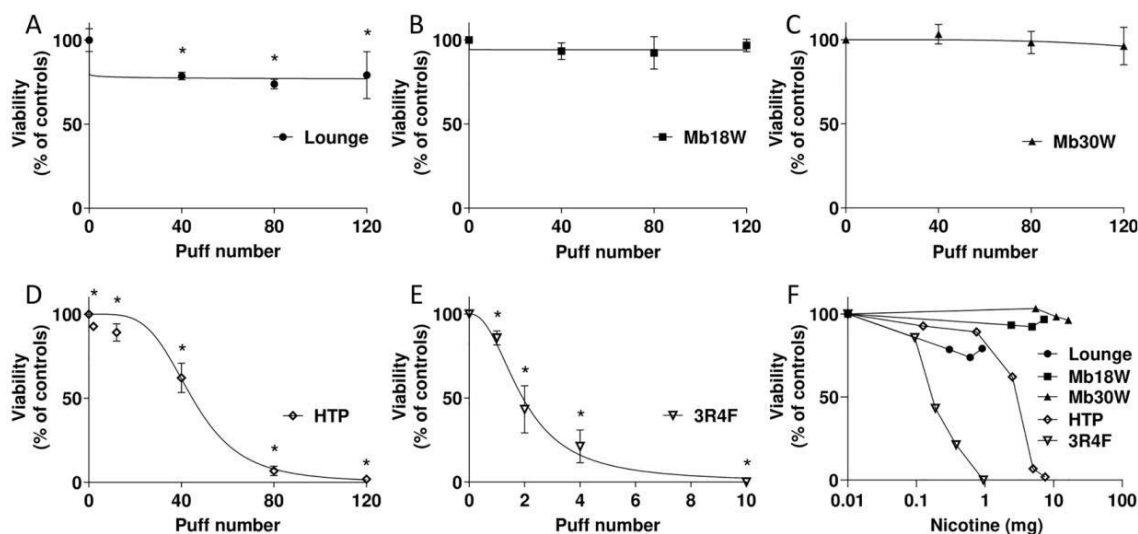 A
Viability
(% of controls)
100
50
0
* * *
Lounge
0 40 80 120
Puff number
B
Viability
(% of controls)
100
50
0
Mb18W
0 40 80 120
Puff number
C
Viability
(% of controls)
100
50
0
Mb30W
0 40 80 120
Puff number
D
Viability
(% of controls)
100
50
0
* * * * *
HTP
0 40 80 120
Puff number
E
Viability
(% of controls)
100
50
0
* * * *
3R4F
0 2 4 6 8 10
Puff number
F
Viability
(% of controls)
100
50
0
Lounge
Mb18W
Mb30W
HTP
3R4F
0.01 0.1 1 10 100
Nicotine (mg)